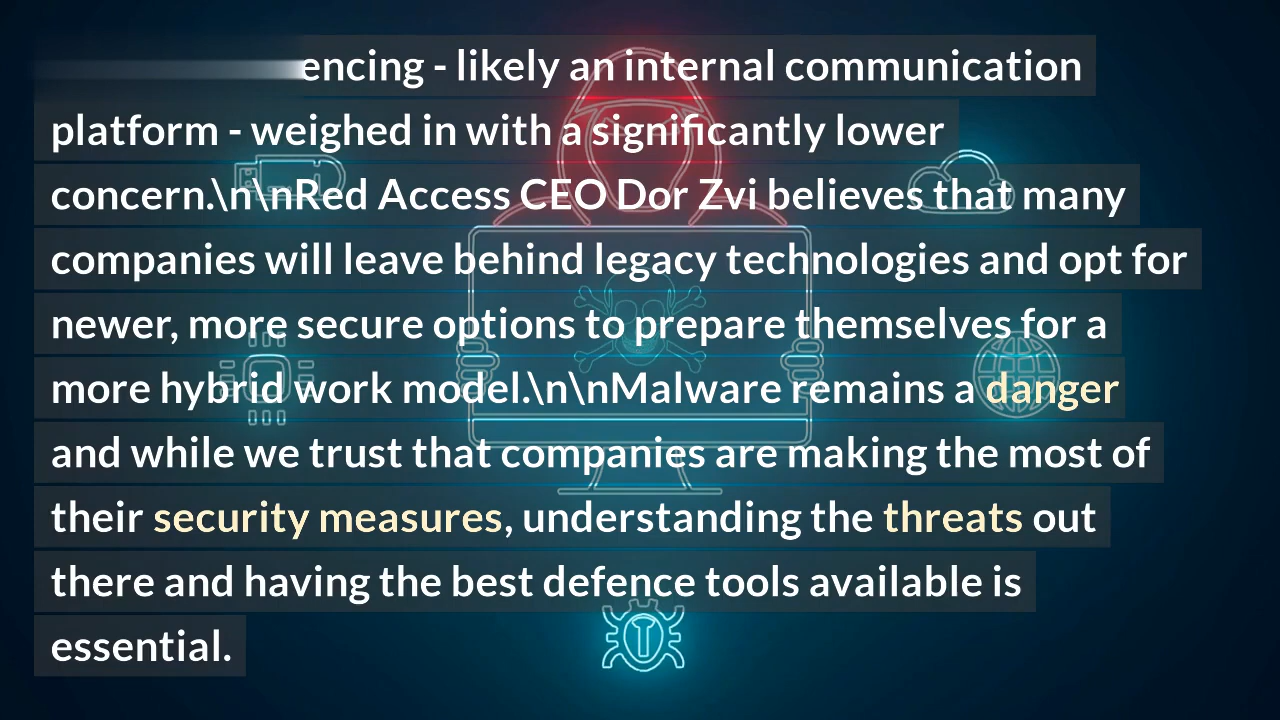 encing - likely an internal communication
platform - weighed in with a significantly lower
concern.\n\nRed Access CEO Dor Zvi believes that many
companies will leave behind legacy technologies and opt for
newer, more secure options to prepare themselves for a
more hybrid work model.\n\nMalware remains a danger
and while we trust that companies are making the most of
their security measures, understanding the threats out
there and having the best defence tools available is
essential.